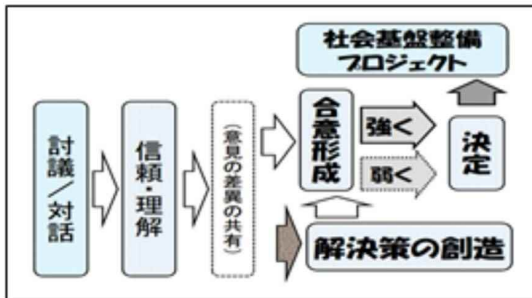 社会基盤整備
プロジェクト
討議/対話
信頼・理解
(意見の差異の共有)
合意形成
強く
弱く
決定
解決策の創造